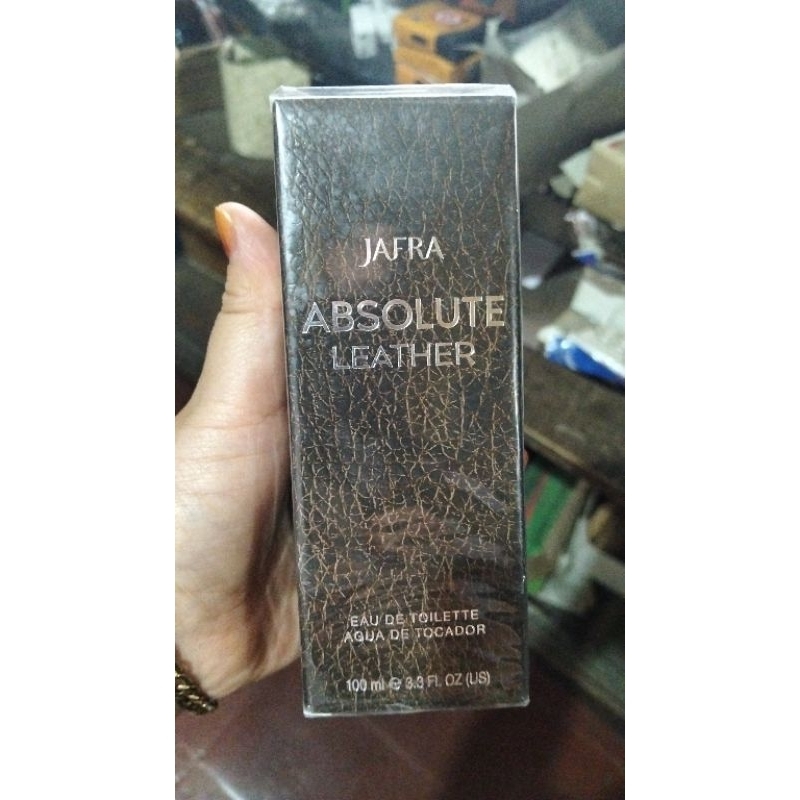 JAFRA
ABSOLUTE
LEATHER
EAU DE TOILETTE
AGUA DE TOCADOR
100 ml ℮ 3.3 FL OZ (US)